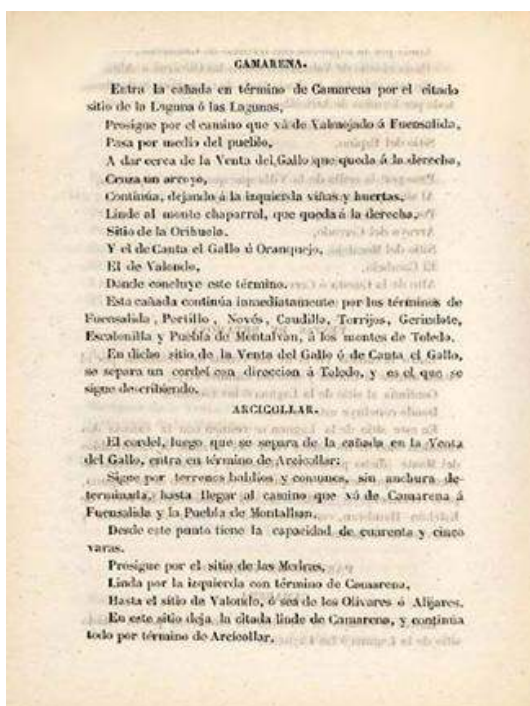 CAMARENA.
Entra la cañada en término de Camarena por el citado
sitio de la Laguna ó las Lagunas,
Prosigue por el camino que vá de Valmojado á Fuensalida,
Pasa por medio del pueblo,
A dar cerca de la Venta del Gallo que queda á la derecha,
Cruza un arroyo,
Continúa, dejando á la izquierda viñas y huertas,
Linde al monte chaparral, que queda á la derecha,
Sitio de la Orihuela.
Y el de Canta el Gallo ú Oranquejo,
El de Valondo,
Donde concluye este término.
Esta cañada continúa inmediatamente por los términos de
Fuensalida, Portillo, Novés, Caudilla, Torrijos, Gerindote,
Escalonilla y Puebla de Montalvan, á los montes de Toledo.
En dicho sitio de la Venta del Gallo ó de Canta el Gallo,
se separa un cordel con direccion á Toledo, y es el que se
sigue describiendo.
ARCICOLLAR.
El cordel, luego que se separa de la cañada en la Venta
del Gallo, entra en término de Arcicollar:
Sigue por terrenos baldíos y comunes, sin anchura de-
terminada, hasta llegar al camino que vá de Camarena á
Fuensalida y la Puebla de Montalban.
Desde este punto tiene la capacidad de cuarenta y cinco
varas.
Prosigue por el sitio de las
Linda por la izquierda con término de Camarena,
Hasta el sitio de Valondo, ó sea de los Olivares ó Alijares.
En este sitio deja la citada linde de Camarena, y continúa
todo por término de Arcicollar,